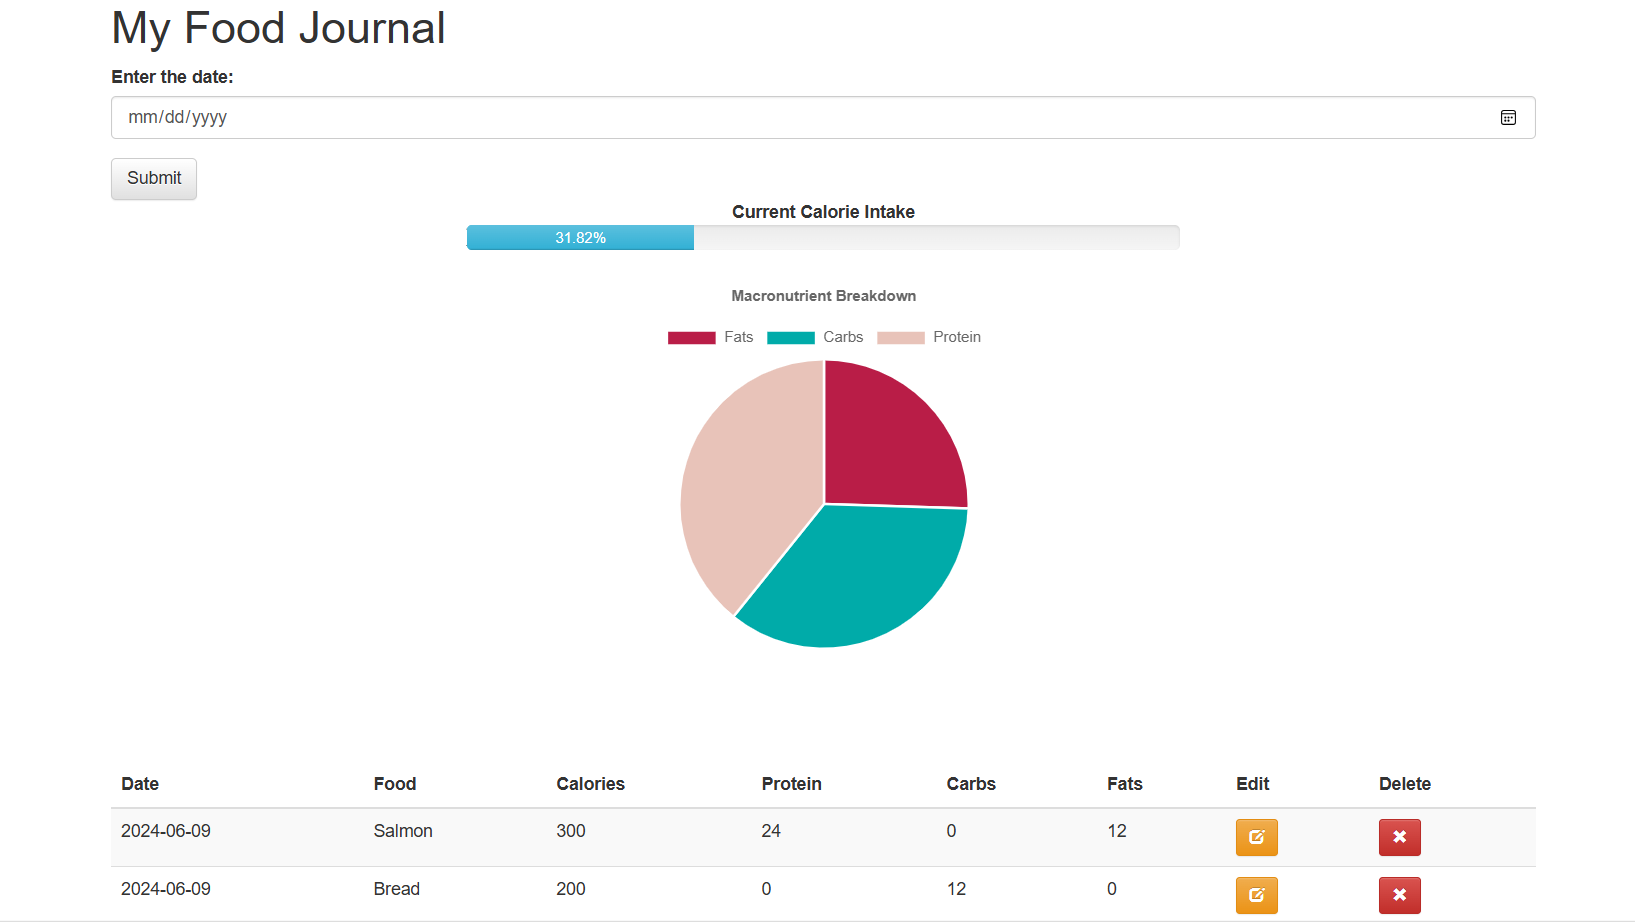 My Food Journal
Enter the date:
mm/dd/yyyy
Submit
Current Calorie Intake
31.82%
Macronutrient Breakdown
Fats Carbs Protein
Date Food Calories Protein Carbs Fats Edit Delete
2024-06-09 Salmon 300 24 0 12
2024-06-09 Bread 200 0 12 0